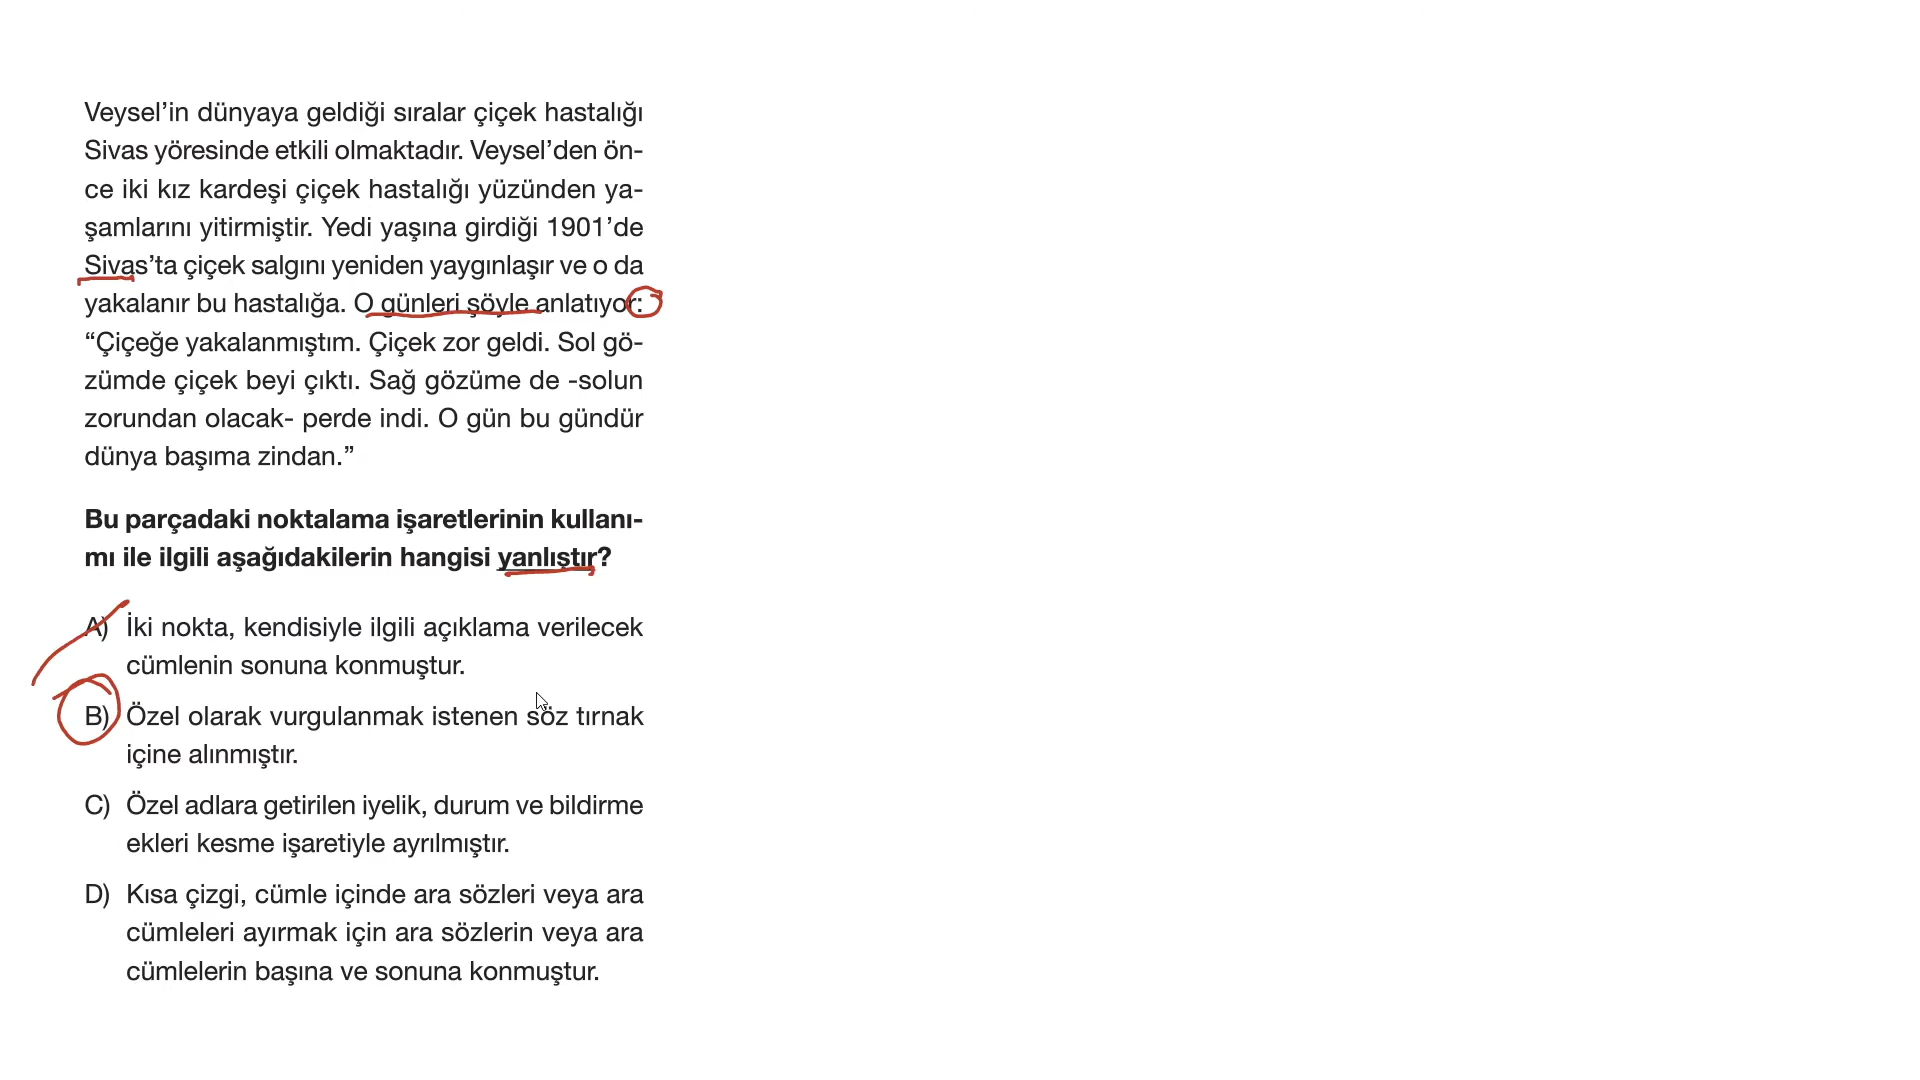 Veysel’in dünyaya geldiği sıralar çiçek hastalığı
Sivas yöresinde etkili olmaktadır. Veysel’den ön-
ce iki kız kardeşi çiçek hastalığı yüzünden ya-
şamlarını yitirmiştir. Yedi yaşına girdiği 1901’de
Sivas’ta çiçek salgını yeniden yaygınlaşır ve o da
yakalanır bu hastalığa. O günleri şöyle anlatıyor:
“Çiçeğe yakalanmıştım. Çiçek zor geldi. Sol gö-
zümde çiçek beyi çıktı. Sağ gözüme de -solun
zorundan olacak- perde indi. O gün bu gündür
dünya başıma zindan.”
Bu parçadaki noktalama işaretlerinin kullanı-
mı ile ilgili aşağıdakilerin hangisi yanlıştır?
A) İki nokta, kendisiyle ilgili açıklama verilecek
cümlenin sonuna konmuştur.
B) Özel olarak vurgulanmak istenen söz tırnak
içine alınmıştır.
C) Özel adlara getirilen iyelik, durum ve bildirme
ekleri kesme işaretiyle ayrılmıştır.
D) Kısa çizgi, cümle içinde ara sözleri veya ara
cümleleri ayırmak için ara sözlerin veya ara
cümlelerin başına ve sonuna konmuştur.